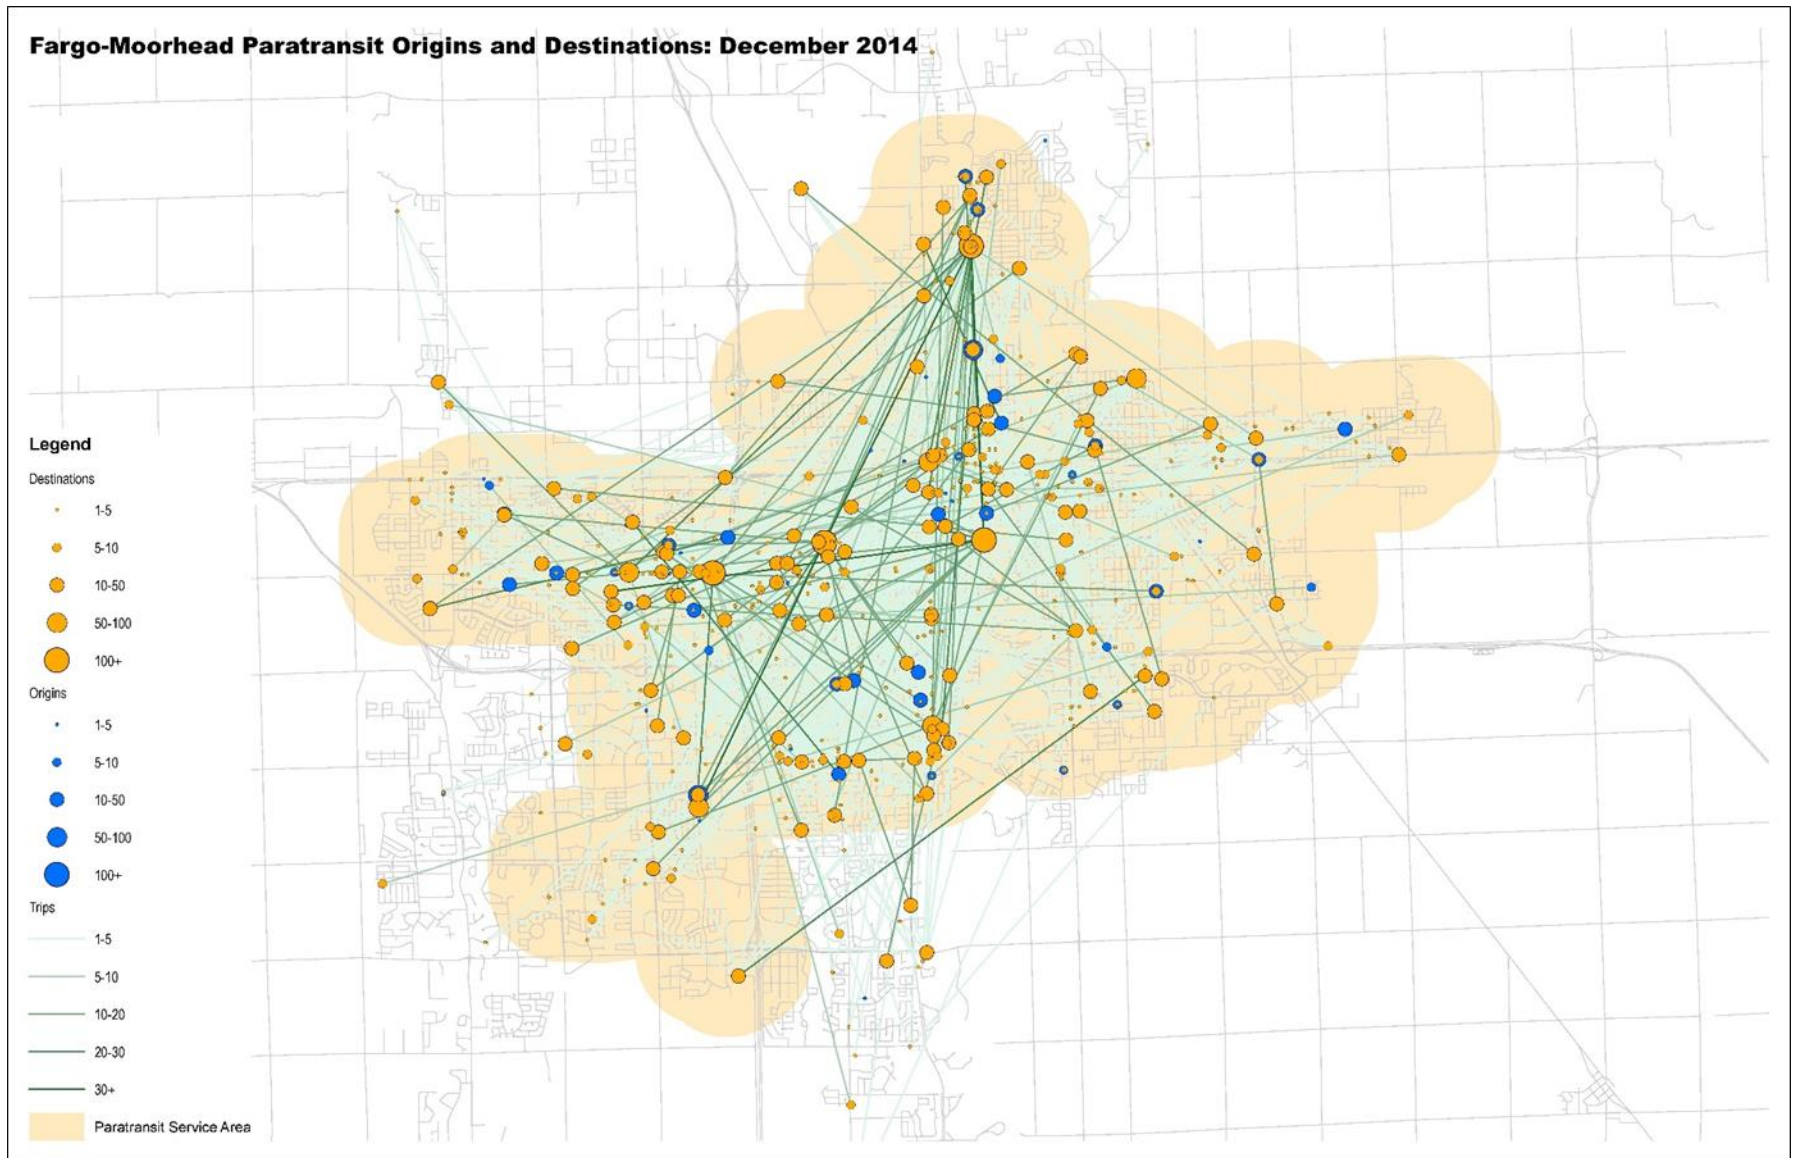 Fargo-Moorhead Paratransit Origins and Destinations: December 2014
Legend
Destinations
1-5
5-10
10-50
50-100
100+
Origins
1-5
5-10
10-50
50-100
100+
Trips
1-5
5-10
10-20
20-30
30+
Paratransit Service Area